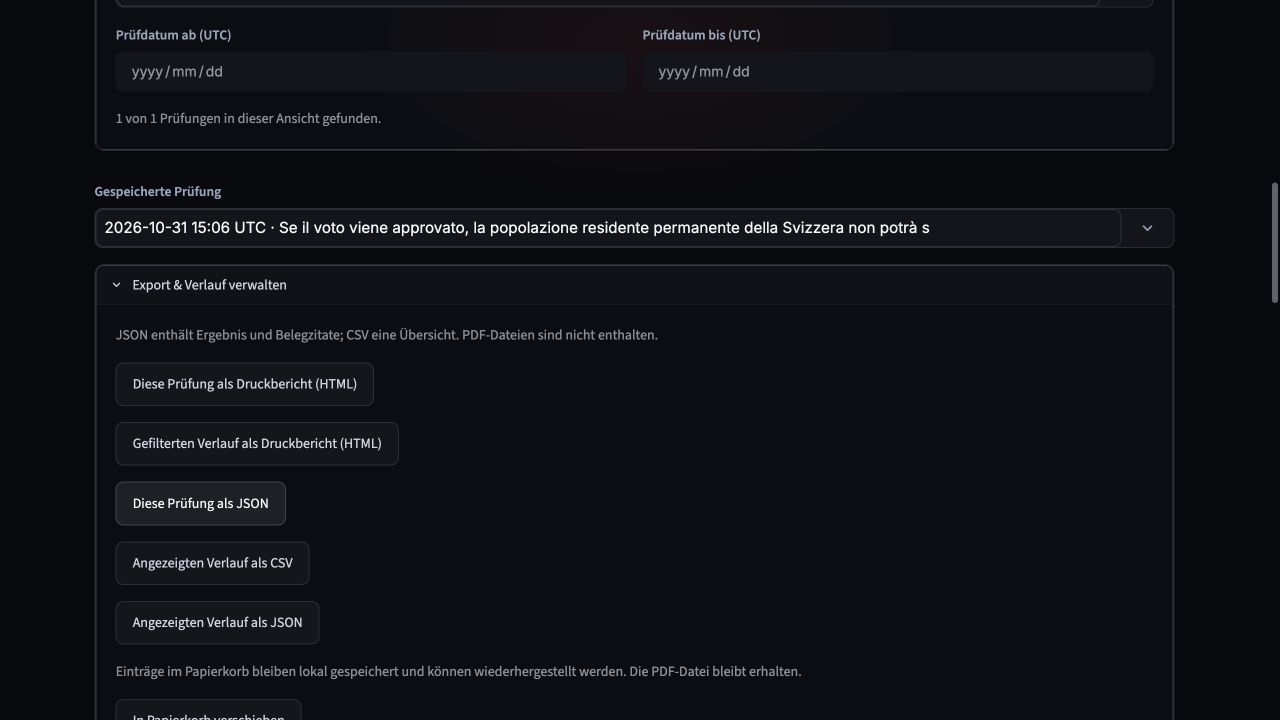 Prüfdatum ab (UTC)
Prüfdatum bis (UTC)
yyyy/mm/dd
yyyy/mm/dd
1 von 1 Prüfungen in dieser Ansicht gefunden.
Gespeicherte Prüfung
2026-10-31 15:06 UTC · Se il voto viene approvato, la popolazione residente permanente della Svizzera non potrà s
Export & Verlauf verwalten
JSON enthält Ergebnis und Belegzitate; CSV eine Übersicht. PDF-Dateien sind nicht enthalten.
Diese Prüfung als Druckbericht (HTML)
Gefilterten Verlauf als Druckbericht (HTML)
Diese Prüfung als JSON
Angezeigten Verlauf als CSV
Angezeigten Verlauf als JSON
Einträge im Papierkorb bleiben lokal gespeichert und können wiederhergestellt werden. Die PDF-Datei bleibt erhalten.
In Papierkorb verschieben